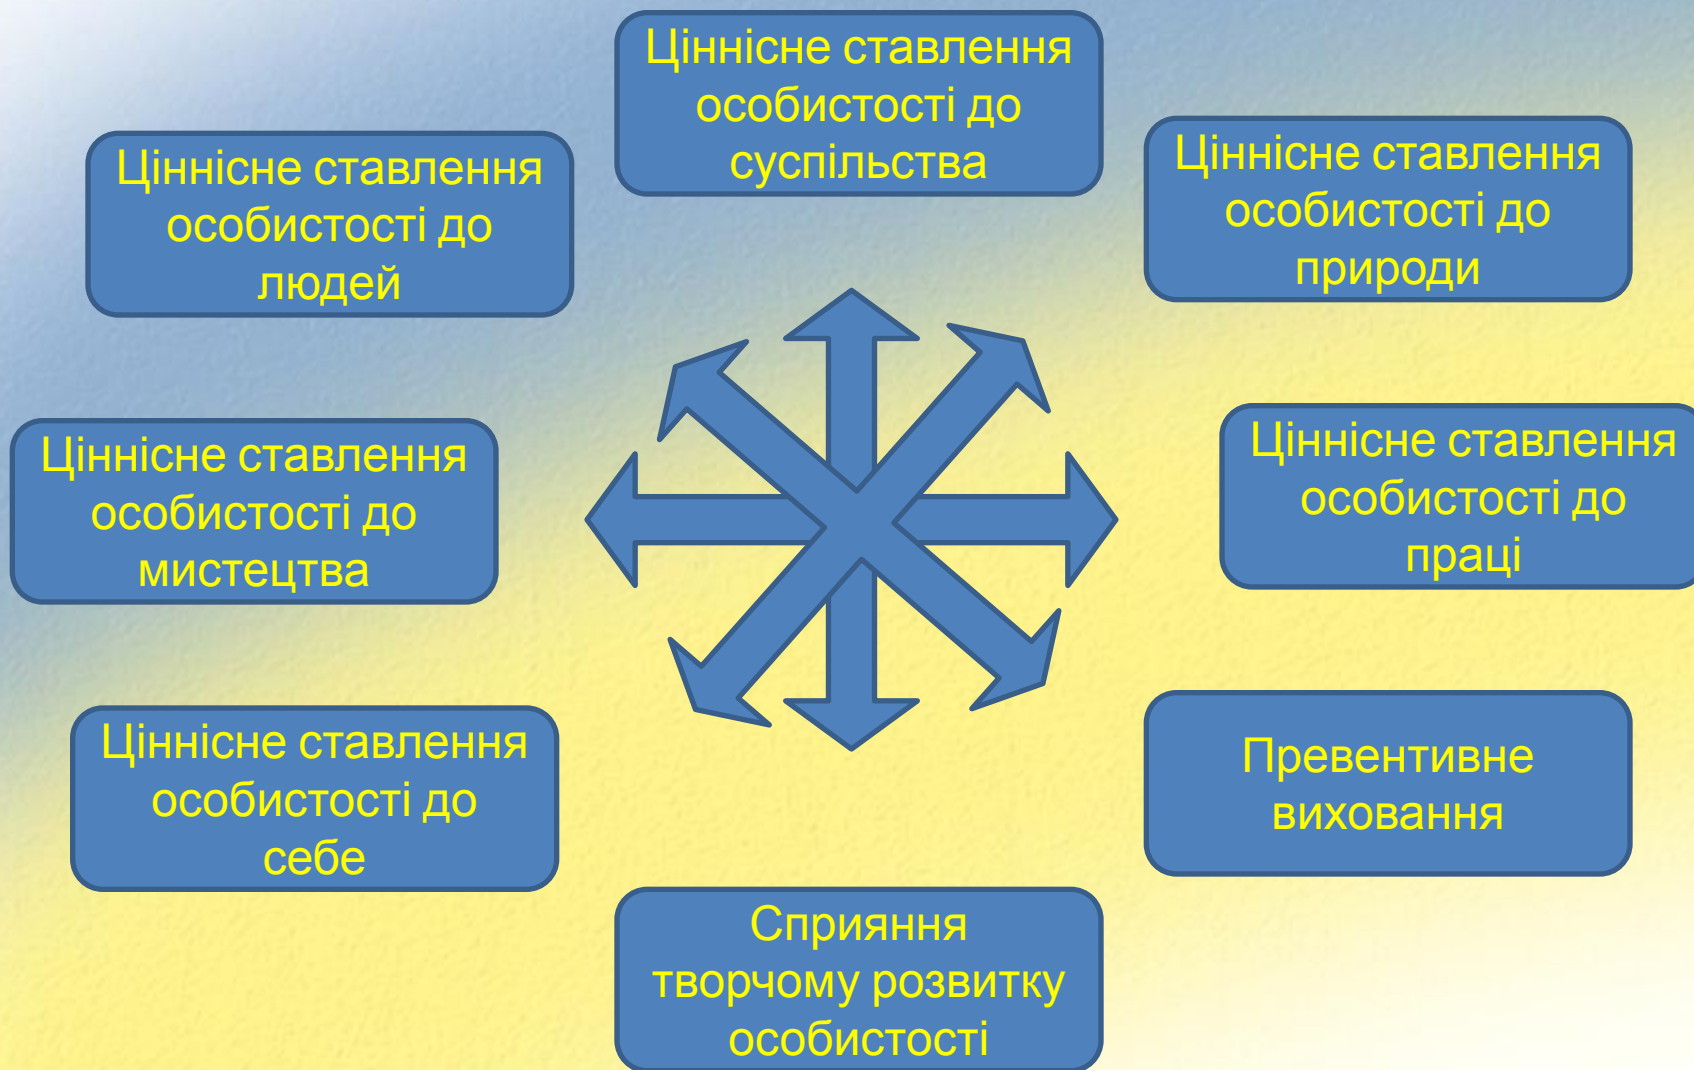 Ціннісне ставлення
особистості до
суспільства
Ціннісне ставлення
особистості до
людей
Ціннісне ставлення
особистості до
природи
Ціннісне ставлення
особистості до
мистецтва
Ціннісне ставлення
особистості до
праці
Ціннісне ставлення
особистості до
себе
Превентивне
виховання
Сприяння
творчому розвитку
особистості